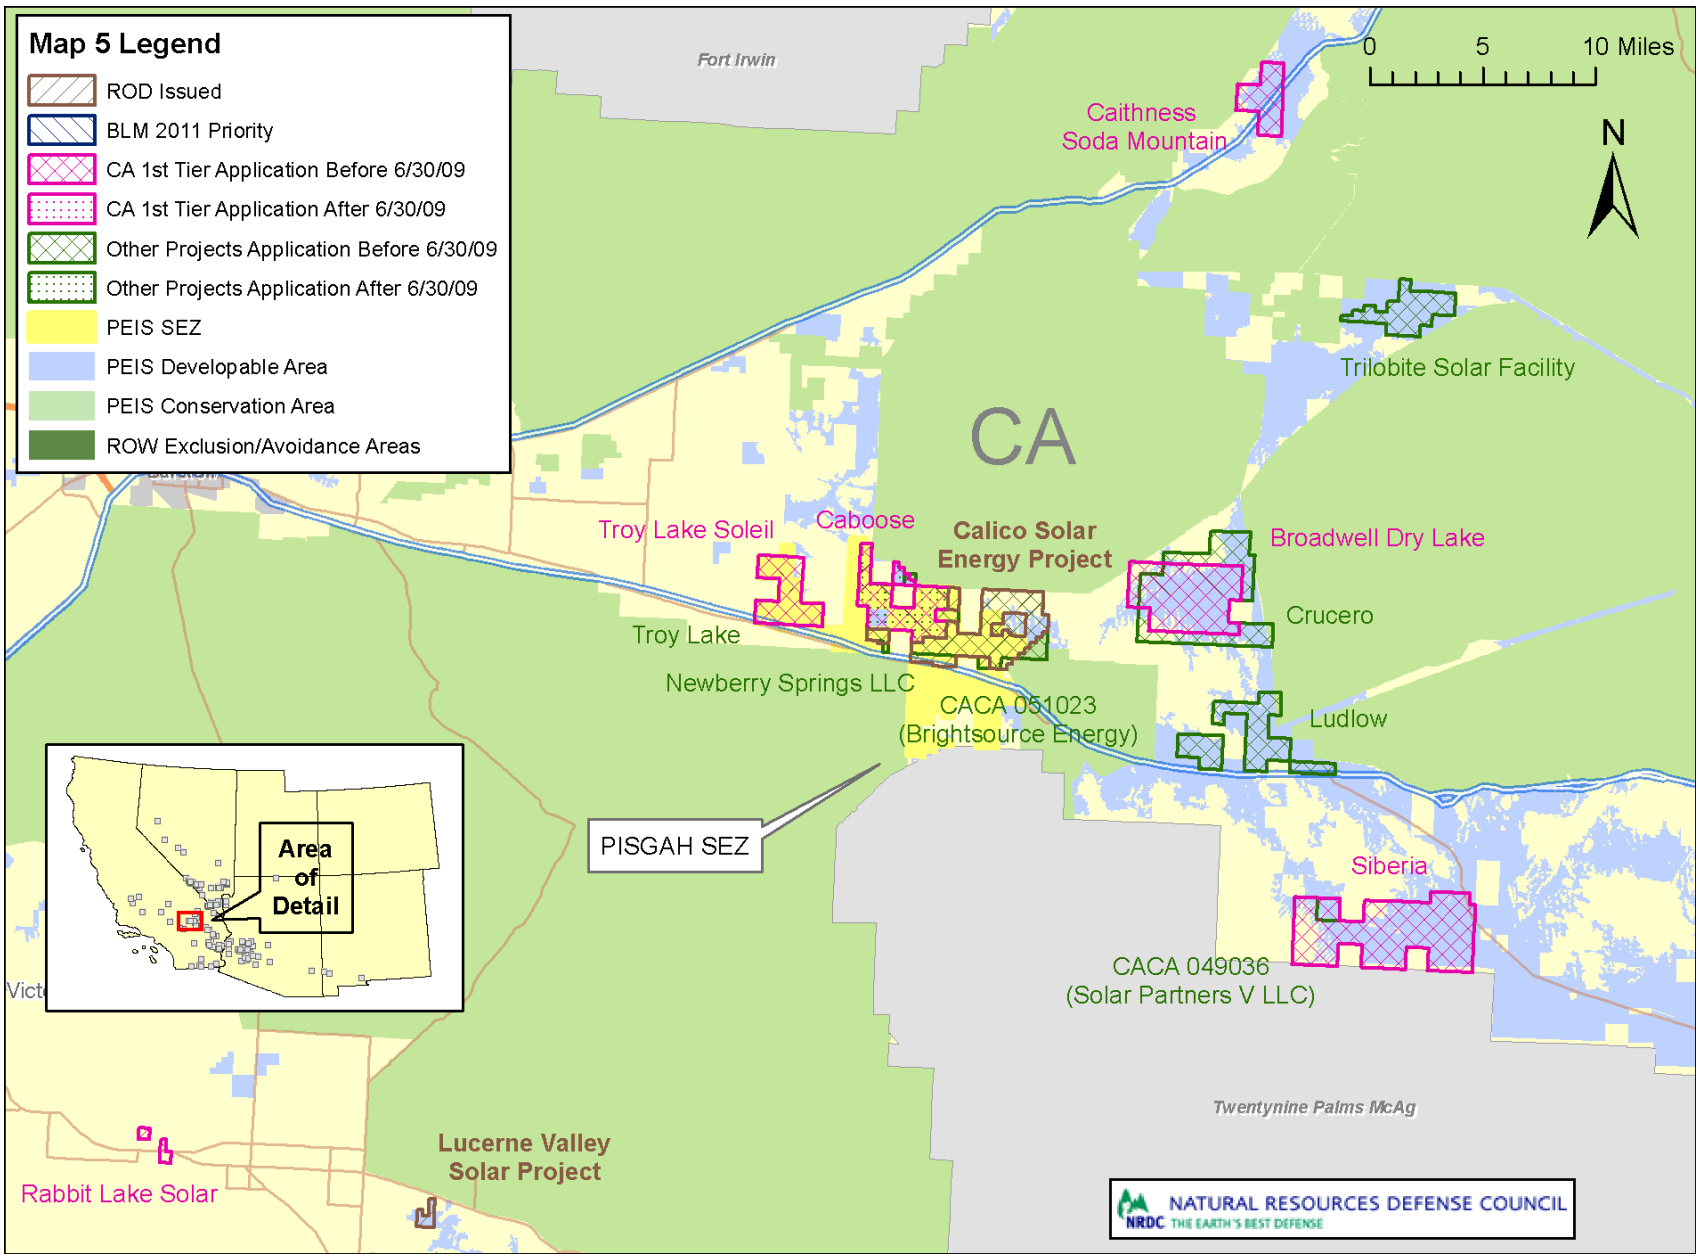 Map 5 Legend
ROD Issued
BLM 2011 Priority
CA 1st Tier Application Before 6/30/09
CA 1st Tier Application After 6/30/09
Other Projects Application Before 6/30/09
Other Projects Application After 6/30/09
PEIS SEZ
PEIS Developable Area
PEIS Conservation Area
ROW Exclusion/Avoidance Areas
Fort Irwin
0 5 10 Miles
N
Caithness
Soda Mountain
Trilobite Solar Facility
CA
Troy Lake Soleil
Caboose
Calico Solar
Energy Project
Broadwell Dry Lake
Crucero
Troy Lake
Newberry Springs LLC
CACA 051023
(Brightsource Energy)
Ludlow
PISGAH SEZ
Area
of
Detail
Siberia
CACA 049036
(Solar Partners V LLC)
Victo
Twentynine Palms McAg
Lucerne Valley
Solar Project
Rabbit Lake Solar
NRDC
NATURAL RESOURCES DEFENSE COUNCIL
THE EARTH'S BEST DEFENSE